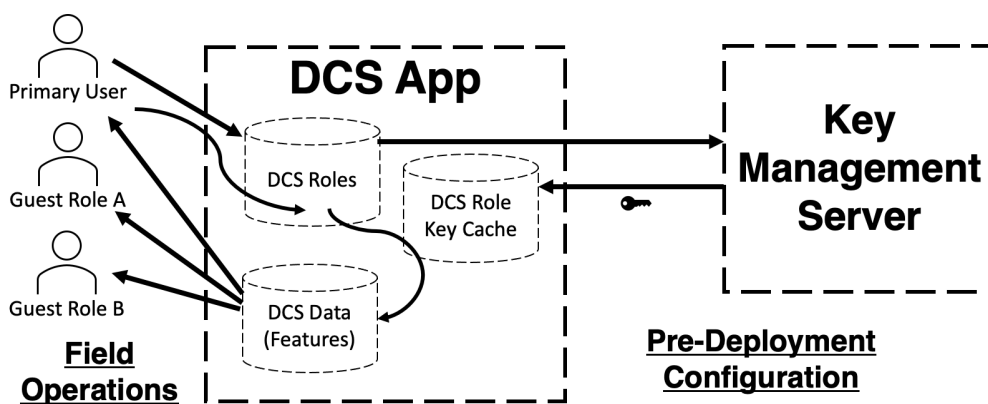 Primary User
Guest Role A
Guest Role B
Field
Operations
DCS App
DCS Roles
DCS Role
Key Cache
DCS Data
(Features)
Key
Management
Server
Pre-Deployment
Configuration